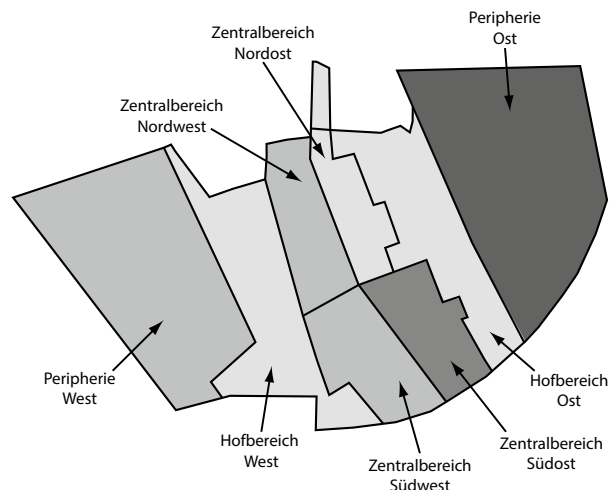 Peripherie
Ost
Zentralbereich
Nordost
Zentralbereich
Nordwest
Peripherie
West
Hofbereich
West
Zentralbereich
Südwest
Zentralbereich
Südost
Hofbereich
Ost